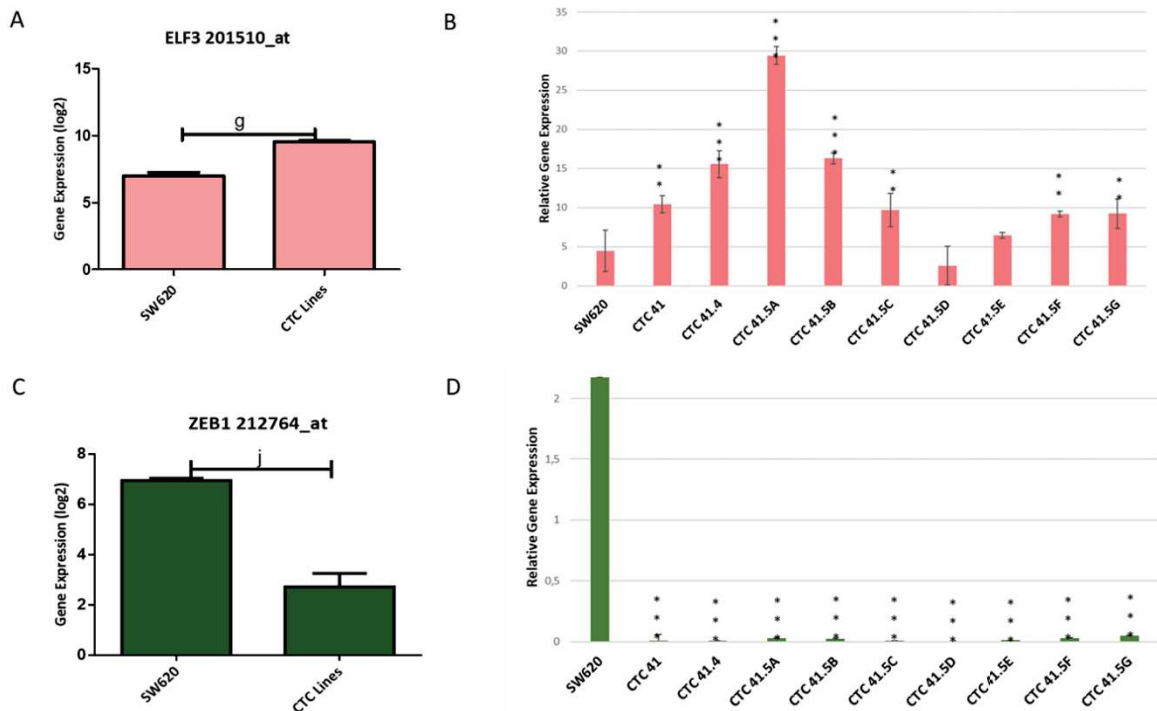 A
ELF3 201510_at
Gene Expression (log2)
15
10
5
0
g
SW620
CTC Lines
B
Relative Gene Expression
35
30
25
20
15
10
5
0
* *
* * *
* * *
* * *
* *
* *
* *
SW620
CTC 41
CTC 41.4
CTC 41.5A
CTC 41.5B
CTC 41.5C
CTC 41.5D
CTC 4?.5E
CTC 41.5F
CTC 41.5G
C
ZEB1 212764_at
Gene Expression (log2)
8
6
4
2
0
j
SW620
CTC Lines
D
Relative Gene Expression
2
1,5
1
0,5
0
* * *
* * *
* * *
* * *
* * *
* * *
* * *
* * *
* * *
SW620
CTC 41
CTC 41.4
CTC 41.5A
CTC 41.5B
CTC 41.5C
CTC 41.5D
CTC 41.5E
CTC 41.5F
CTC 41.5G